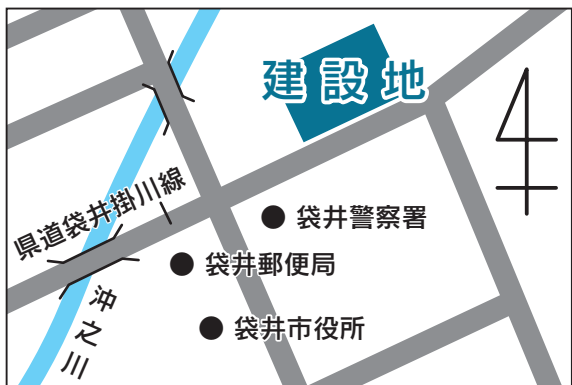 建設地
県道袋井掛川線
袋井警察署
袋井郵便局
袋井市役所
沖之川